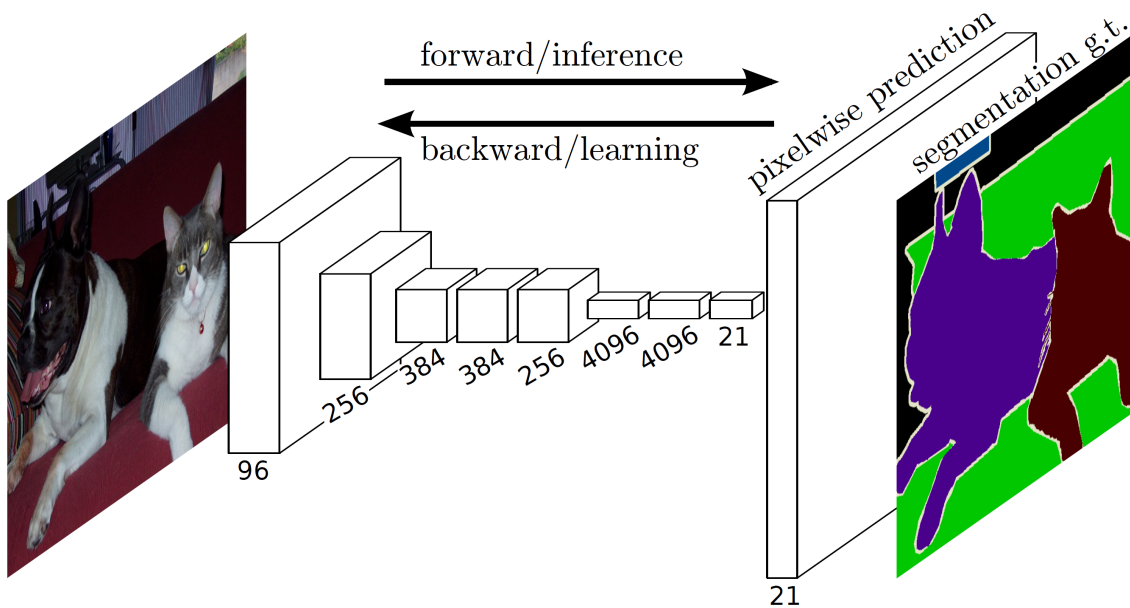 forward/inference
backward/learning
pixelwise prediction
segmentation g.t.
96
256
384
384
256
4096
4096
21
21